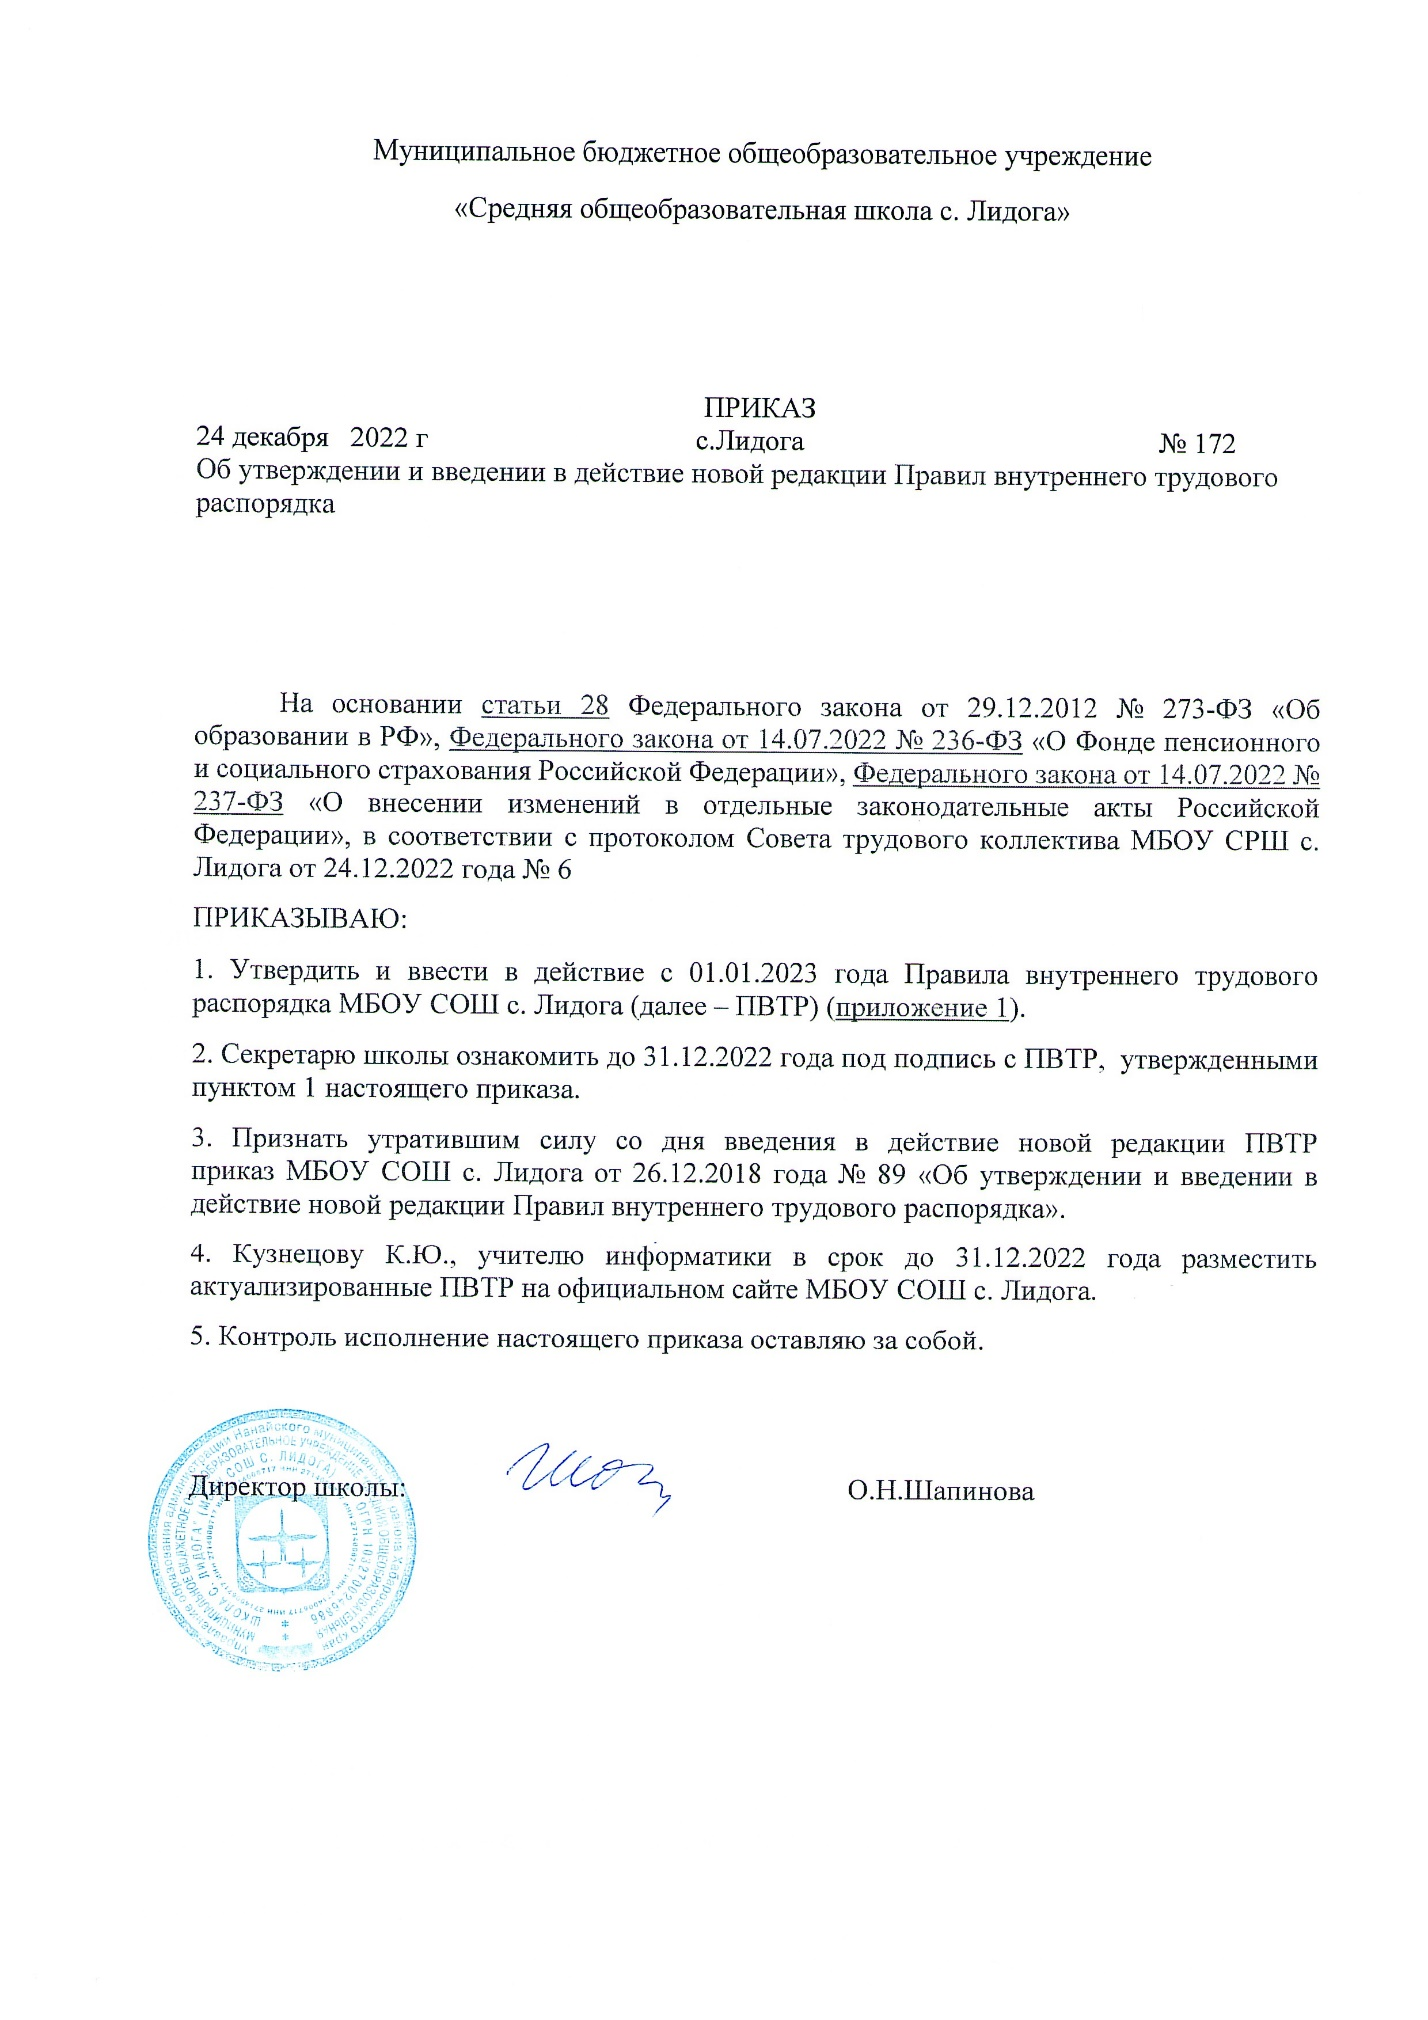 Муниципальное бюджетное общеобразовательное учреждение
«Средняя общеобразовательная школа с. Лидога»
ПРИКАЗ
24 декабря 2022 г с.Лидога № 172
Об утверждении и введении в действие новой редакции Правил внутреннего трудового
распорядка
На основании статьи 28 Федерального закона от 29.12.2012 № 273-ФЗ «Об
образовании в РФ», Федерального закона от 14.07.2022 № 236-ФЗ «О Фонде пенсионного
и социального страхования Российской Федерации», Федерального закона от 14.07.2022 №
237-ФЗ «О внесении изменений в отдельные законодательные акты Российской
Федерации», в соответствии с протоколом Совета трудового коллектива МБОУ СРШ с.
Лидога от 24.12.2022 года № 6
ПРИКАЗЫВАЮ:
1. Утвердить и ввести в действие с 01.01.2023 года Правила внутреннего трудового
распорядка МБОУ СОШ с. Лидога (далее – ПВТР) (приложение 1).
2. Секретарю школы ознакомить до 31.12.2022 года под подпись с ПВТР, утвержденными
пунктом 1 настоящего приказа.
3. Признать утратившим силу со дня введения в действие новой редакции ПВТР
приказ МБОУ СОШ с. Лидога от 26.12.2018 года № 89 «Об утверждении и введении в
действие новой редакции Правил внутреннего трудового распорядка».
4. Кузнецову К.Ю., учителю информатики в срок до 31.12.2022 года разместить
актуализированные ПВТР на официальном сайте МБОУ СОШ с. Лидога.
5. Контроль исполнение настоящего приказа оставляю за собой.
Директор школы: О.Н.Шапинова